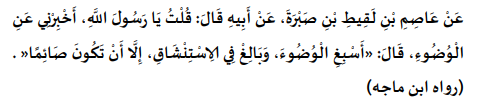 عَنْ عَاصِمِ بْنِ لَقِيطِ بْنِ صَبْرَةَ، عَنْ أَبِيهِ قَالَ: قُلْتُ يَا رَسُولَ اللَّهِ، أَخْبِرْنِي عَنِ
الْوُضُوءِ، قَالَ: «أَسْبِغِ الْوُضُوءَ، وَبَالِغْ فِي الِاسْتِنْشَاقِ، إِلَّا أَنْ تَكُونَ صَائِمًا» .
(رواه ابن ماجه)